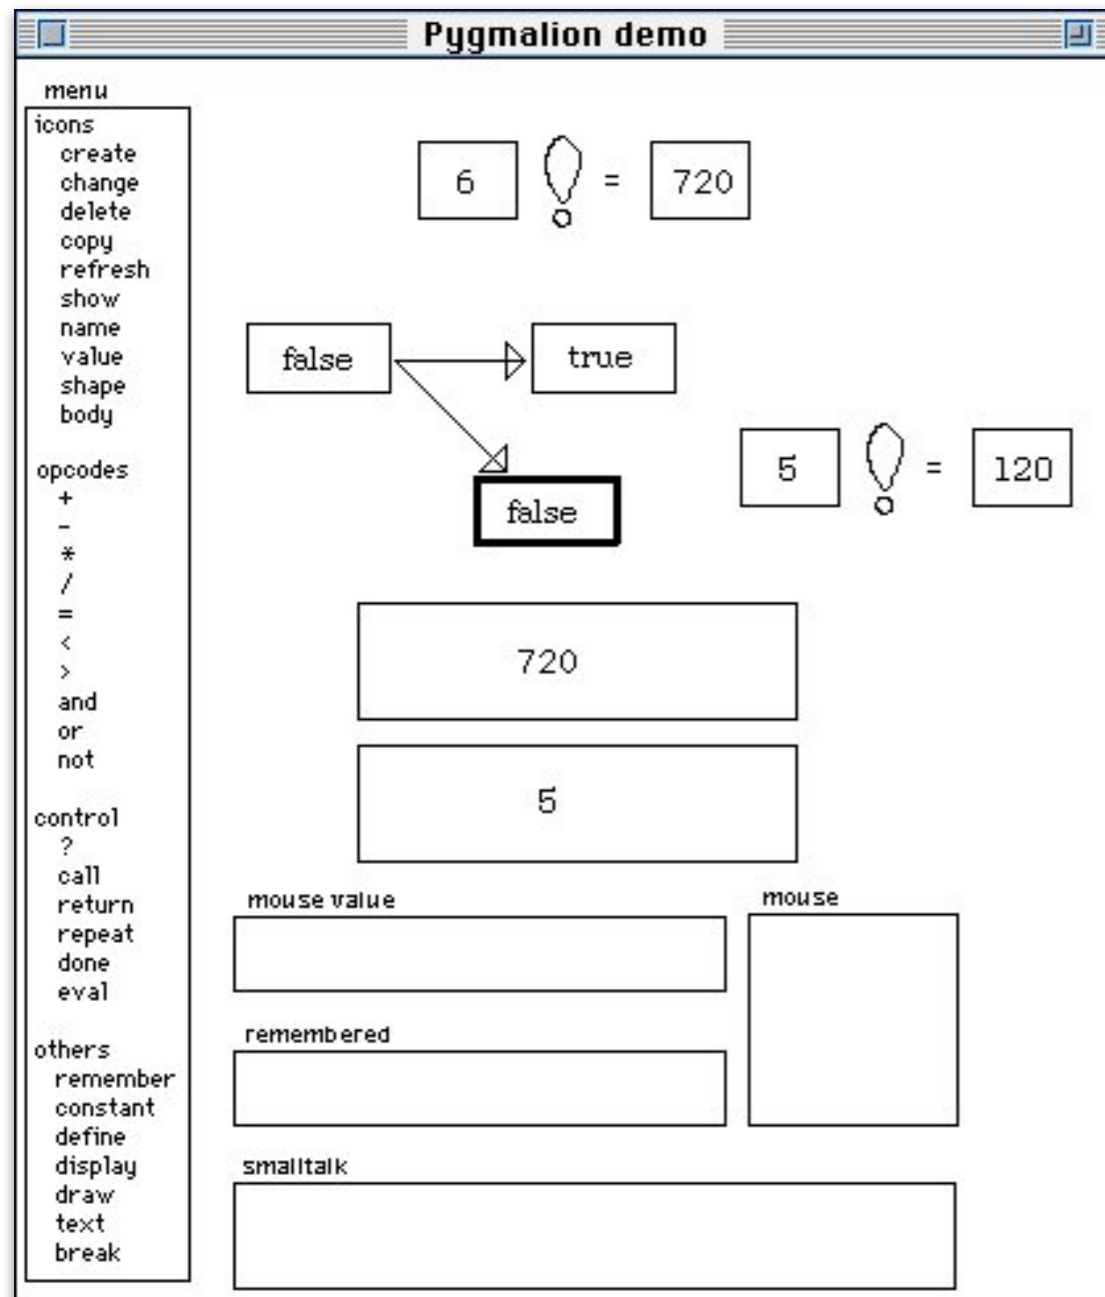 Pygmalion demo
menu
icons
create
change
delete
copy
refresh
show
name
value
shape
body
opcodes
+
-
*
/
=
<
>
and
or
not
control
?
call
return
repeat
done
eval
others
remember
constant
define
display
draw
text
break
6 ! = 720
false
true
false
5 ! = 120
720
5
mouse value
mouse
remembered
smalltalk